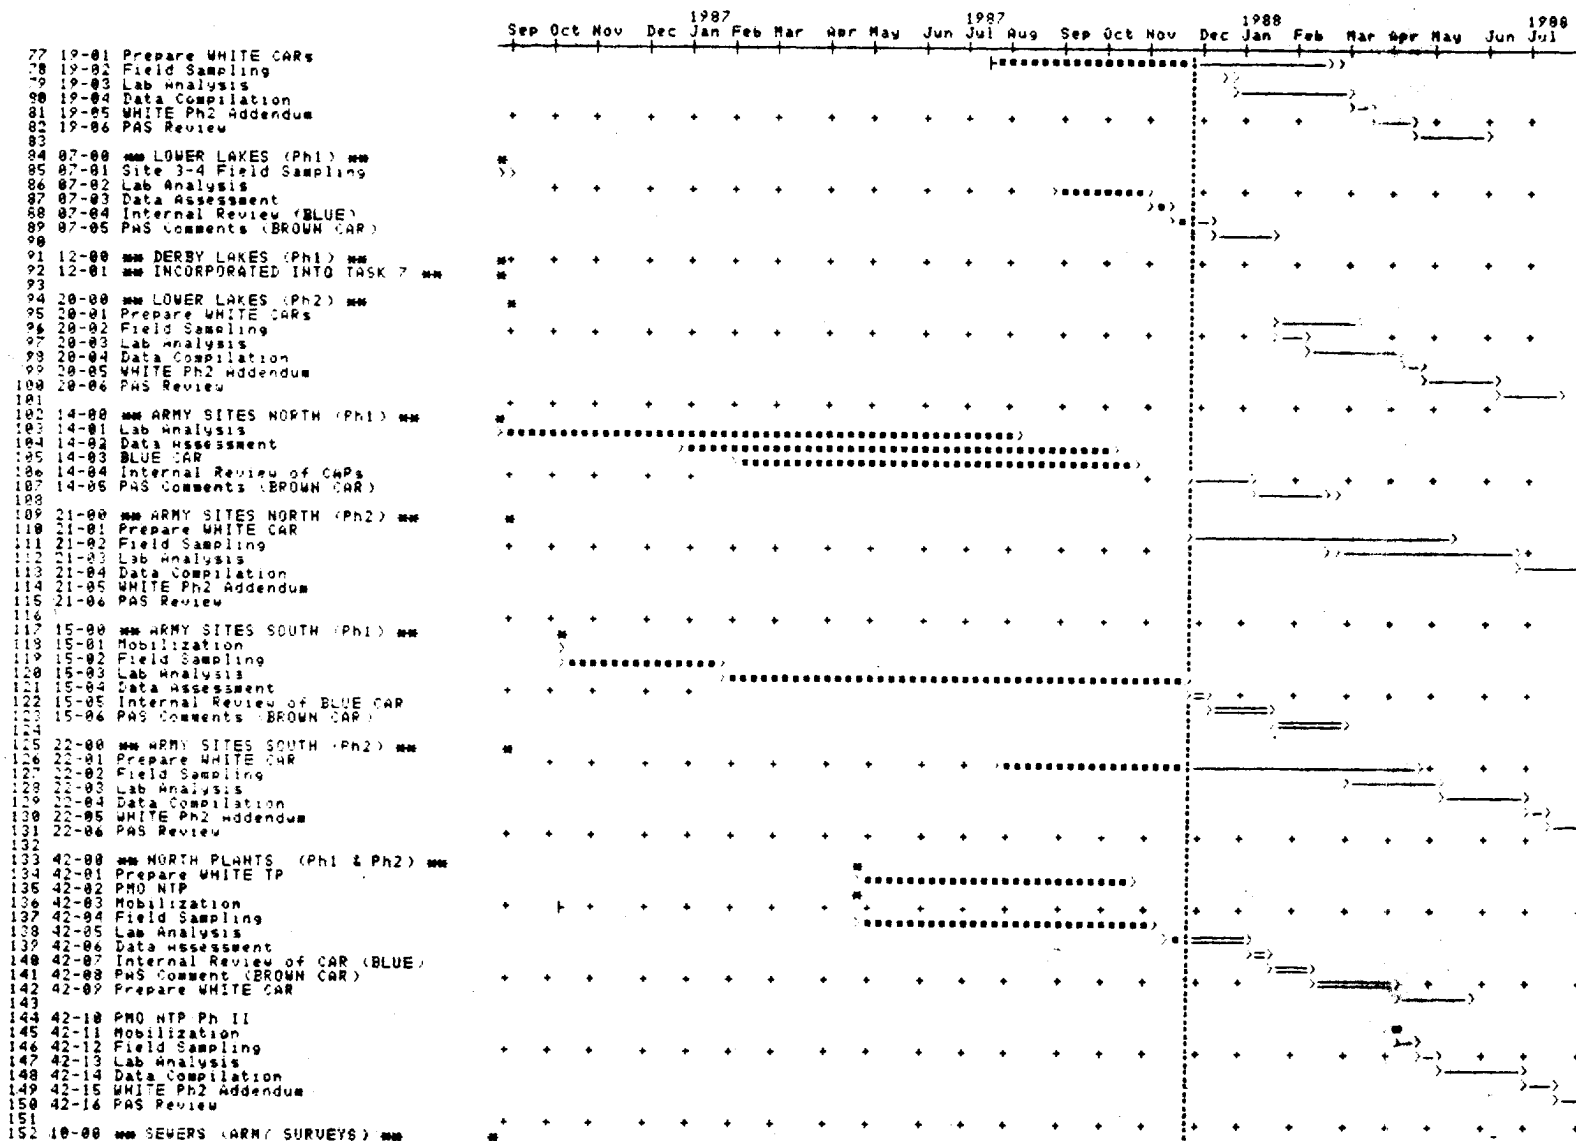 1987 1987 1988 1988
Sep Oct Nov Dec Jan Feb Mar Apr May Jun Jul Aug Sep Oct Nov Dec Jan Feb Mar Apr May Jun Jul
77 19-01 Prepare WHITE CARs
78 19-02 Field Sampling
79 19-03 Lab Analysis
80 19-04 Data Compilation
81 19-05 WHITE Ph2 Addendum
82 19-06 PAS Review
83
84 07-00 ** LOWER LAKES (Ph1) **
85 07-01 Site 3-4 Field Sampling
86 07-02 Lab Analysis
87 07-03 Data Assessment
88 07-04 Internal Review (BLUE)
89 07-05 PAS Comments (BROWN CAR)
90
91 12-00 ** DERBY LAKES (Ph1) **
92 12-01 ** INCORPORATED INTO TASK 7 **
93
94 20-00 ** LOWER LAKES (Ph2) **
95 20-01 Prepare WHITE CARs
96 20-02 Field Sampling
97 20-03 Lab Analysis
98 20-04 Data Compilation
99 20-05 WHITE Ph2 Addendum
100 20-06 PAS Review
101
102 14-00 ** ARMY SITES NORTH (Ph1) **
103 14-01 Lab Analysis
104 14-02 Data Assessment
105 14-03 BLUE CAR
106 14-04 Internal Review of CARs
107 14-05 PAS Comments (BROWN CAR)
108
109 21-00 ** ARMY SITES NORTH (Ph2) **
110 21-01 Prepare WHITE CAR
111 21-02 Field Sampling
112 21-03 Lab Analysis
113 21-04 Data Compilation
114 21-05 WHITE Ph2 Addendum
115 21-06 PAS Review
116
117 15-00 ** ARMY SITES SOUTH (Ph1) **
118 15-01 Mobilization
119 15-02 Field Sampling
120 15-03 Lab Analysis
121 15-04 Data Assessment
122 15-05 Internal Review of BLUE CAR
123 15-06 PAS Comments (BROWN CAR)
124
125 22-00 ** ARMY SITES SOUTH (Ph2) **
126 22-01 Prepare WHITE CAR
127 22-02 Field Sampling
128 22-03 Lab Analysis
129 22-04 Data Compilation
130 22-05 WHITE Ph2 Addendum
131 22-06 PAS Review
132
133 42-00 ** NORTH PLANTS (Ph1 & Ph2) **
134 42-01 Prepare WHITE TP
135 42-02 PMO NTP
136 42-03 Mobilization
137 42-04 Field Sampling
138 42-05 Lab Analysis
139 42-06 Data Assessment
140 42-07 Internal Review of CAR (BLUE)
141 42-08 PAS Comment (BROWN CAR)
142 42-09 Prepare WHITE CAR
143
144 42-10 PMO NTP Ph II
145 42-11 Mobilization
146 42-12 Field Sampling
147 42-13 Lab Analysis
148 42-14 Data Compilation
149 42-15 WHITE Ph2 Addendum
150 42-16 PAS Review
151
152 10-00 ** SEWERS (ARMY SURVEYS) **